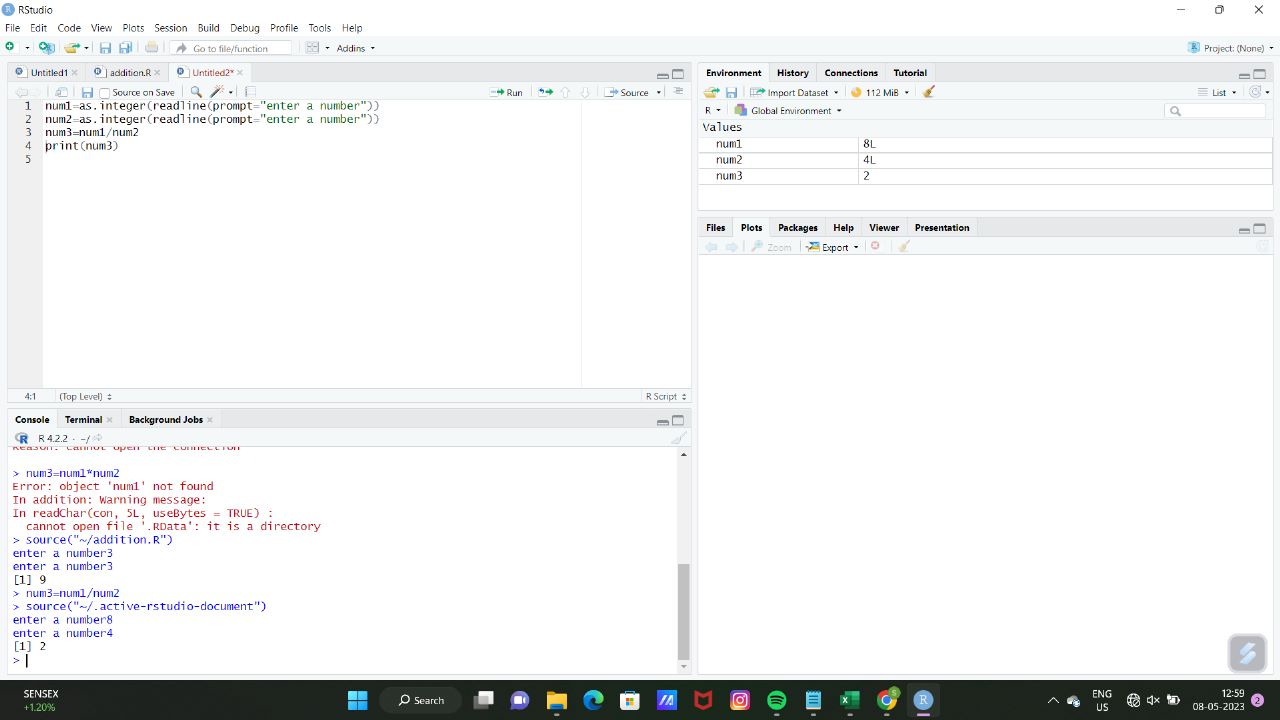 RStudio
File Edit Code View Plots Session Build Debug Profile Tools Help
Go to file/function Addins Project: (None)
Untitled1 addition.R Untitled2*
Source on Save Run Source
1 num1=as.integer(readline(prompt="enter a number"))
2 num2=as.integer(readline(prompt="enter a number"))
3 num3=num1/num2
4 print(num3)
5
4:1 (Top Level) R Script
Console Terminal Background Jobs
R 4.2.2 · ~/
Reason: cannot open the connection
> num3=num1*num2
Error: object 'num1' not found
In addition: Warning message:
In readChar(con, 5L, useBytes = TRUE) :
cannot open file '.RData': it is a directory
> source("~/addition.R")
enter a number3
enter a number3
[1] 9
> num3=num1/num2
> source("~/.active-rstudio-document")
enter a number8
enter a number4
[1] 2
>
Environment History Connections Tutorial
Import Dataset 112 MiB List
R Global Environment
Values
num1 8L
num2 4L
num3 2
Files Plots Packages Help Viewer Presentation
Zoom Export
SENSEX
+1.20%
Search
ENG
US
12:59
08-05-2023
2